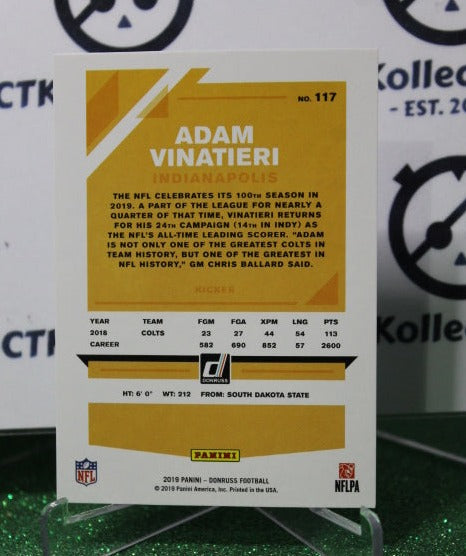 Kollec
CTK
- EST. 20
NO. 117
ADAM
VINATIERI
INDIANAPOLIS
THE NFL CELEBRATES ITS 100TH SEASON IN
2019. A PART OF THE LEAGUE FOR NEARLY A
QUARTER OF THAT TIME, VINATIERI RETURNS
FOR HIS 24TH CAMPAIGN (14TH IN INDY) AS
THE NFL'S ALL-TIME LEADING SCORER. "ADAM
IS NOT ONLY ONE OF THE GREATEST COLTS IN
TEAM HISTORY, BUT ONE OF THE GREATEST IN
NFL HISTORY," GM CHRIS BALLARD SAID.
KICKER
YEAR TEAM FGM FGA XPM LNG PTS
2018 COLTS 23 27 44 54 113
CAREER 582 690 852 57 2600
Kollect
DONRUSS
HT: 6' 0" WT: 212 FROM: SOUTH DAKOTA STATE
PANINI
NFL
2019 PANINI – DONRUSS FOOTBALL
© 2019 Panini America, Inc. Printed in the USA.
NFLPA